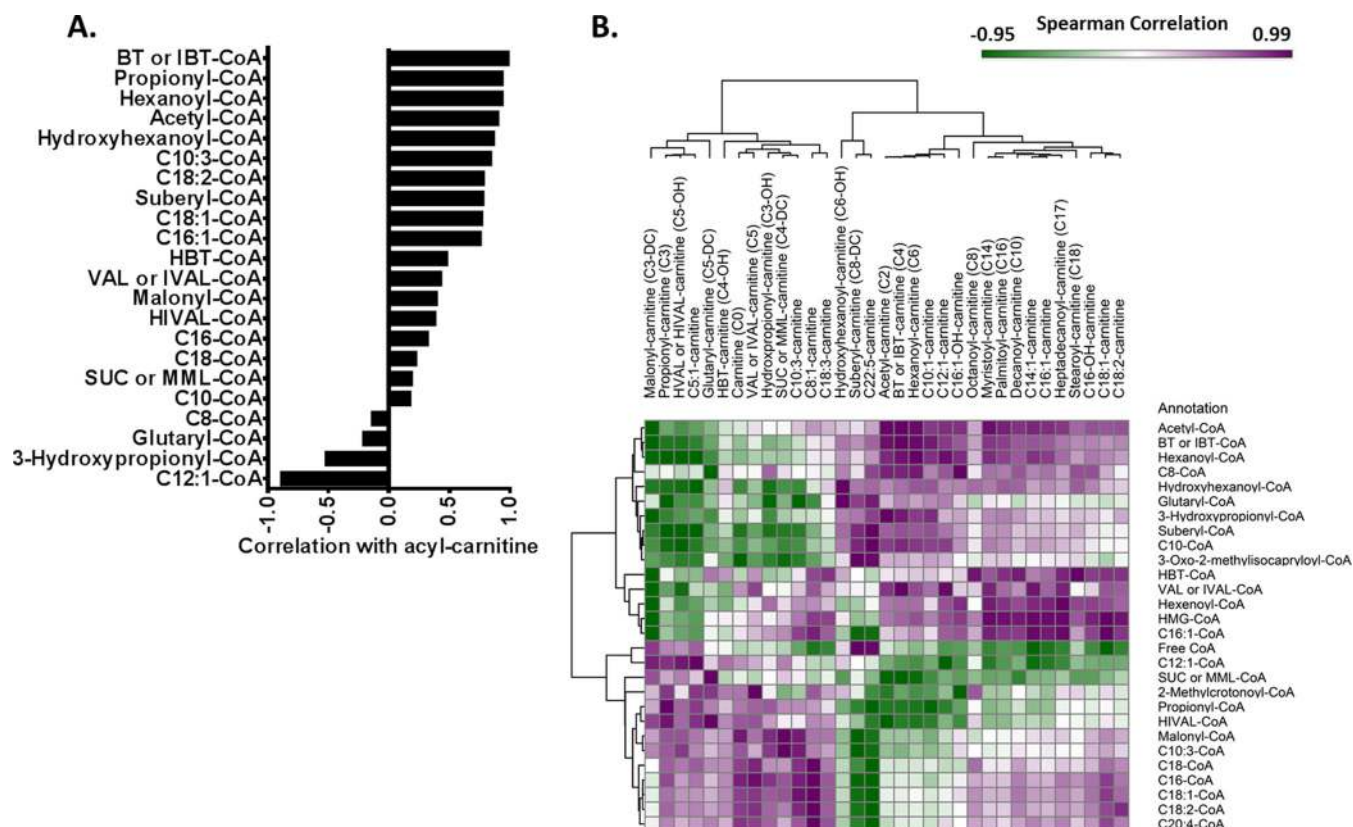 A.
BT or IBT-CoA
Propionyl-CoA
Hexanoyl-CoA
Acetyl-CoA
Hydroxyhexanoyl-CoA
C10:3-CoA
C18:2-CoA
Suberyl-CoA
C18:1-CoA
C16:1-CoA
HBT-CoA
VAL or IVAL-CoA
Malonyl-CoA
HIVAL-CoA
C16-CoA
C18-CoA
SUC or MML-CoA
C10-CoA
C8-CoA
Glutaryl-CoA
3-Hydroxypropionyl-CoA
C12:1-CoA
-1.0
-0.5
0.0
0.5
1.0
Correlation with acyl-carnitine
B.
Spearman Correlation
-0.95
0.99
Malonyl-carnitine (C3-DC)
Propionyl-carnitine (C3)
HVAL or HIVAL-carnitine (C5-OH)
C5:1-carnitine
Glutaryl-carnitine (C5-DC)
HBT-carnitine (C4-OH)
Carnitine (C0)
VAL or IVAL-carnitine (C5)
Hydroxpropionyl-carnitine (C3-OH)
SUC or MML-carnitine (C4-DC)
C10:3-carnitine
C8:1-carnitine
C18:3-carnitine
Hydroxyhexanoyl-carnitine (C6-OH)
Suberyl-carnitine (C8-DC)
C22:5-carnitine
Acetyl-carnitine (C2)
BT or IBT-carnitine (C4)
Hexanoyl-carnitine (C6)
C10:1-carnitine
C12:1-carnitine
C16:1-OH-carnitine
Octanoyl-carnitine (C8)
Myristoyl-carnitine (C14)
Palmitoyl-carnitine (C16)
Decanoyl-carnitine (C10)
C14:1-carnitine
C16:1-carnitine
Heptadecanoyl-carnitine (C17)
Stearoyl-carnitine (C18)
C16-OH-carnitine
C18:1-carnitine
C18:2-carnitine
Annotation
Acetyl-CoA
BT or IBT-CoA
Hexanoyl-CoA
C8-CoA
Hydroxyhexanoyl-CoA
Glutaryl-CoA
3-Hydroxypropionyl-CoA
Suberyl-CoA
C10-CoA
3-Oxo-2-methylisocapryloyl-CoA
HBT-CoA
VAL or IVAL-CoA
Hexenoyl-CoA
HMG-CoA
C16:1-CoA
Free CoA
C12:1-CoA
SUC or MML-CoA
2-Methylcrotonoyl-CoA
Propionyl-CoA
HIVAL-CoA
Malonyl-CoA
C10:3-CoA
C18-CoA
C16-CoA
C18:1-CoA
C18:2-CoA
C20:4-CoA